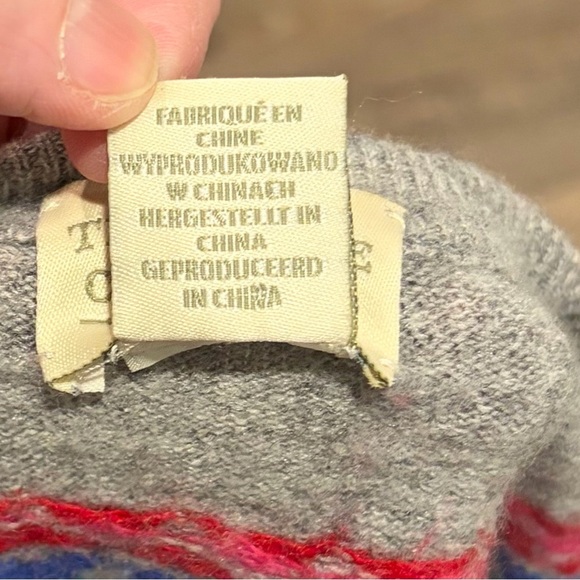 FABRIQUÉ EN
CHINE
WYPRODUKOWANO
W CHINACH
HERGESTELLT IN
CHINA
GEPRODUCEERD
IN CHINA